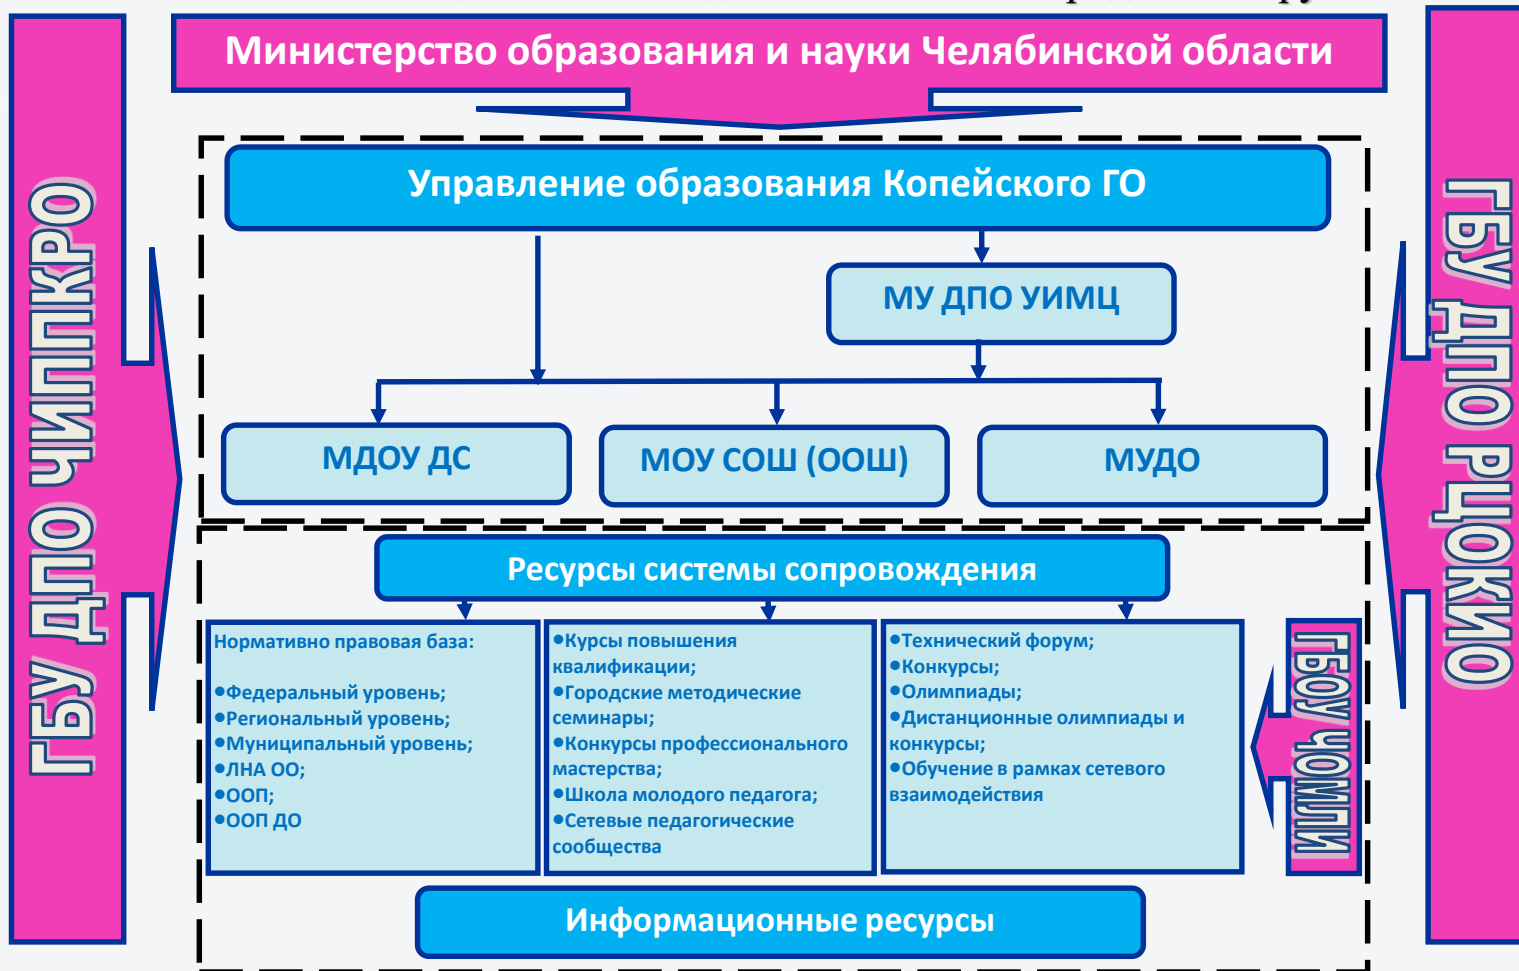 Министерство образования и науки Челябинской области
ГБУ ДПО ЧИППКРО
ГБУ ДПО РЦОКИО
Управление образования Копейского ГО
МУ ДПО УИМЦ
МДОУ ДС
МОУ СОШ (ООШ)
МУДО
Ресурсы системы сопровождения
Нормативно правовая база:
●Федеральный уровень;
●Региональный уровень;
●Муниципальный уровень;
●ЛНА ОО;
●ООП;
●ООП ДО
●Курсы повышения
квалификации;
●Городские методические
семинары;
●Конкурсы профессионального
мастерства;
●Школа молодого педагога;
●Сетевые педагогические
сообщества
●Технический форум;
●Конкурсы;
●Олимпиады;
●Дистанционные олимпиады и
конкурсы;
●Обучение в рамках сетевого
взаимодействия
ГБОУ ЧОМЛИ
Информационные ресурсы